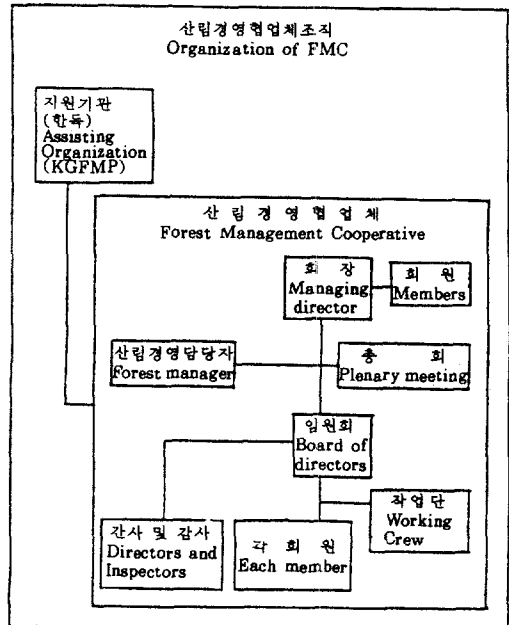 산림경영협업체조직
Organization of FMC
지원기관
(한독)
Assisting
Organization
(KGFMP)
산림경영협업체
Forest Management Cooperative
회 장
Managing
director
회 원
Members
산림경영담당자
Forest manager
총 회
Plenary meeting
임원회
Board of
directors
작업단
Working
Crew
간사 및 감사
Directors and
Inspectors
각 회 원
Each member